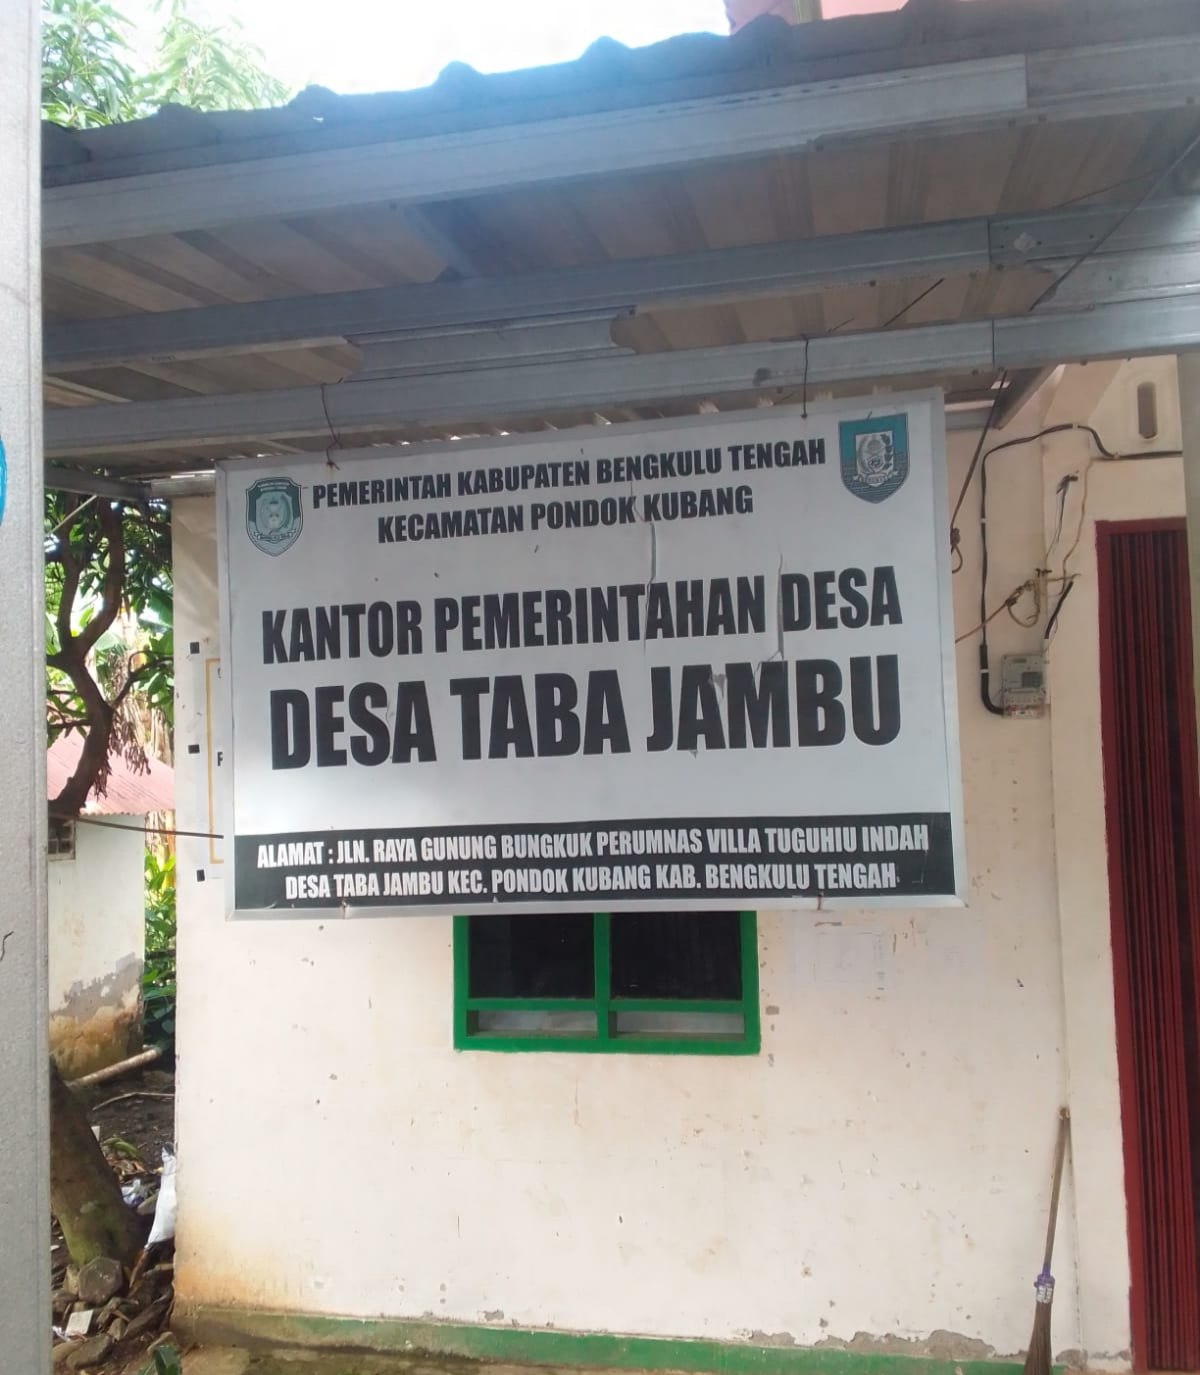 PEMERINTAH KABUPATEN BENGKULU TENGAH
KECAMATAN PONDOK KUBANG
KANTOR PEMERINTAHAN DESA
DESA TABA JAMBU
ALAMAT : JLN. RAYA GUNUNG BUNGKUK PERUMNAS VILLA TUGUHIU INDAH
DESA TABA JAMBU KEC. PONDOK KUBANG KAB. BENGKULU TENGAH